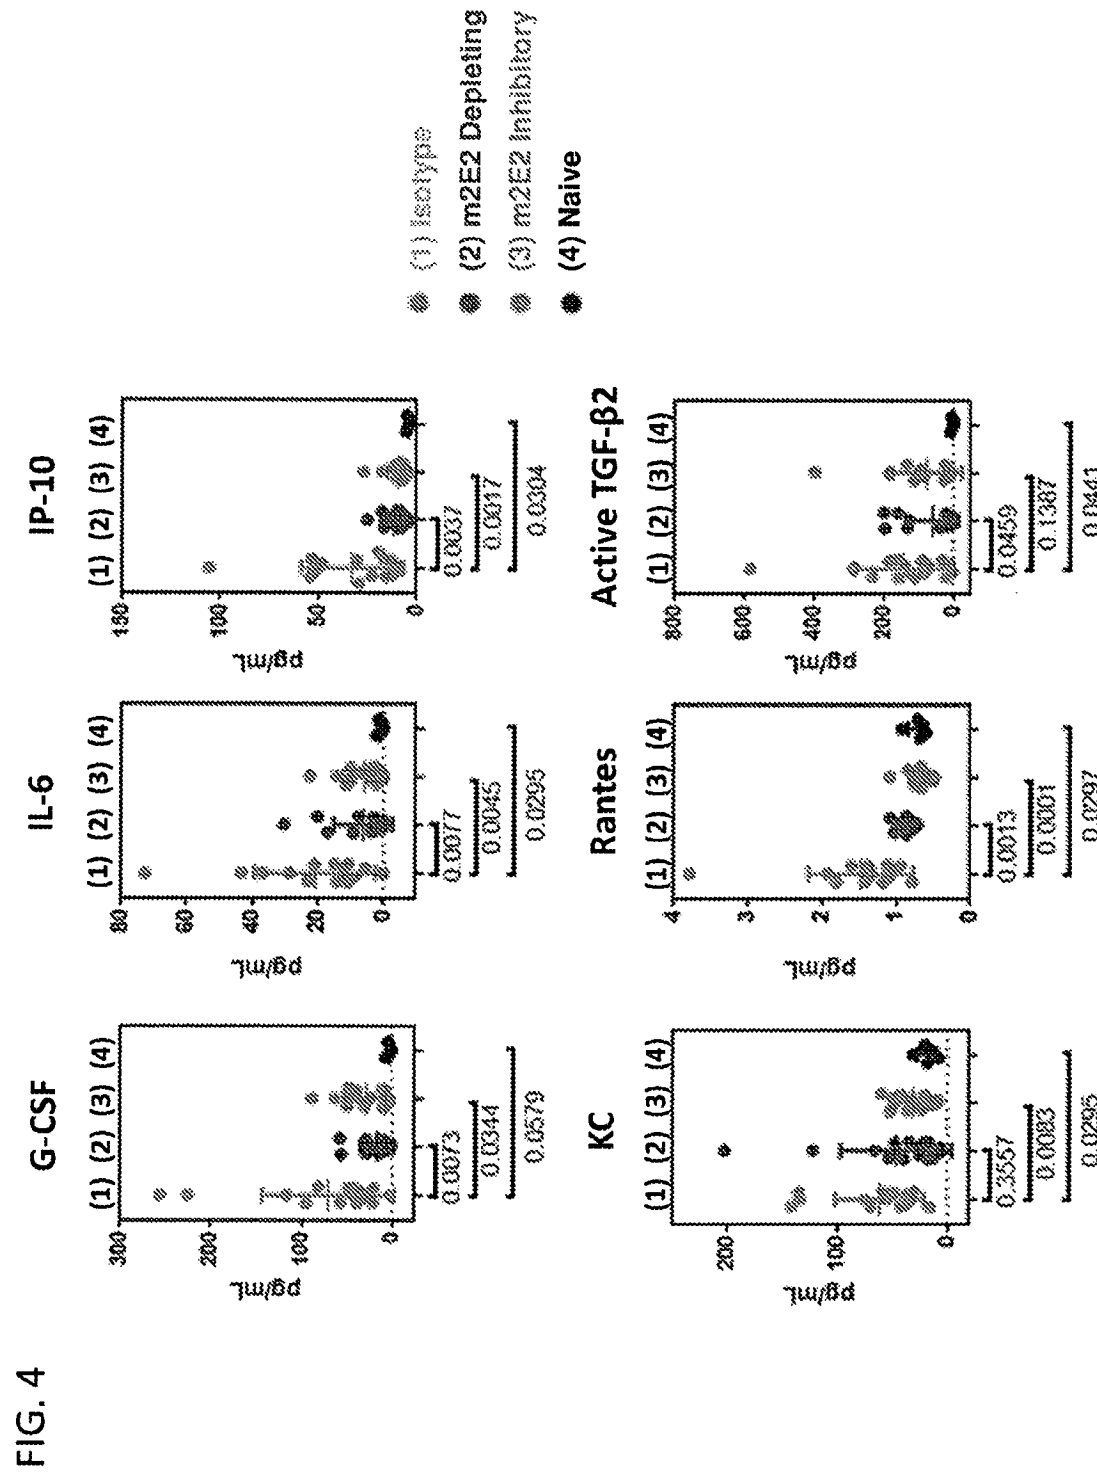 FIG. 4
G-CSF
(1) (2) (3) (4)
300
200
100
0
pg/mL
0.0073
0.0344
0.0579
IL-6
(1) (2) (3) (4)
80
60
40
20
0
pg/mL
0.0077
0.0045
0.0295
IP-10
(1) (2) (3) (4)
150
100
50
0
pg/mL
0.0037
0.0017
0.0304
KC
(1) (2) (3) (4)
200
100
0
pg/mL
0.3557
0.0083
0.0295
Rantes
(1) (2) (3) (4)
4
3
2
1
0
pg/mL
0.0013
0.0001
0.0297
Active TGF-β2
(1) (2) (3) (4)
800
600
400
200
0
pg/mL
0.0459
0.1387
0.0441
(1) Isotype
(2) m2E2 Depleting
(3) m2E2 Inhibitory
(4) Naive